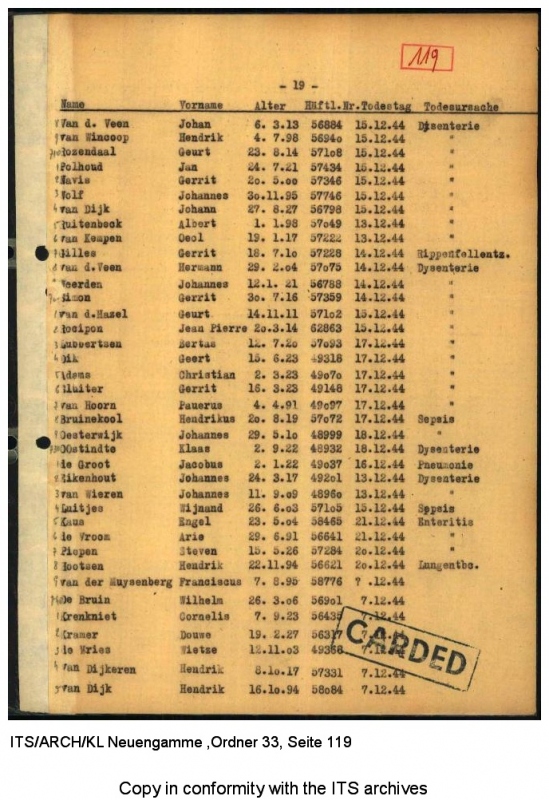 119
- 19 -
Name Vorname Alter Häftl.Nr. Todestag Todesursache
Van d. Veen Johan 6. 3.13 56884 15.12.44 Disenterie
van Wincoop Hendrik 4. 7.98 56940 15.12.44 "
Rozendaal Geurt 23. 8.14 57108 15.12.44 "
Polhoud Jan 24. 7.21 57434 15.12.44 "
Navis Gerrit 20. 5.00 57346 15.12.44 "
Wolf Johannes 30.11.95 57746 15.12.44 "
van Dijk Johann 27. 8.27 56798 15.12.44 "
Ruitenbeck Albert 1. 1.98 57049 13.12.44 "
van Kempen 19. 1.17 57222 13.12.44 "
Gilles Gerrit 18. 7.10 57228 14.12.44 Rippenfellentz.
van d.Veen Hermann 29. 2.04 57075 14.12.44 Dysenterie
Woerden Johannes 12.1. 21 56788 14.12.44 "
Simon Gerrit 30. 7.16 57359 14.12.44 "
van d.Hazel Geurt 14.11.11 57102 15.12.44 "
Rocipon Jean Pierre 20.3.14 62863 15.12.44 "
Lubbertsen Bertus 12. 7.20 57093 17.12.44 "
Dik Geert 15. 6.23 49318 17.12.44 "
Adams Christian 2. 3.23 49070 17.12.44 "
Sluiter Gerrit 16. 3.23 49148 17.12.44 "
van Hoorn Pauerus 4. 4.91 49097 17.12.44 "
Bruinekool Hendrikus 20. 8.19 57072 17.12.44 Sepsis
Oesterwijk Johannes 29. 5.10 48999 18.12.44 "
Oostindte Klaas 2. 9.22 48932 18.12.44 Dysenterie
de Groot Jacobus 2. 1.22 49037 16.12.44 Pneumonie
Eikenhout Johannes 24. 3.17 49201 13.12.44 Dysenterie
van Wieren Johannes 11. 9.09 48960 13.12.44 "
Luitjes Wijnand 26. 6.03 57105 15.12.44 Sepsis
Kaus Engel 23. 5.04 58465 21.12.44 Enteritis
de Vroom Arie 29. 6.91 56641 21.12.44 "
Piepen Steven 15. 5.26 57284 20.12.44 "
Hootsen Hendrik 22.11.94 56621 20.12.44 Lungentbc.
van der Muysenberg Franciscus 7. 8.95 58776 ? .12.44
De Bruin Wilhelm 26. 3.06 56901 7.12.44
Krenkniet Cornelis 7. 9.23 7.12.44
Kramer Douwe 19. 2.27 7.12.44
de Vries Wietze 12.11.03 7.12.44
van Dijkeren Hendrik 8.10.17 57331 7.12.44
van Dijk Hendrik 16.10.94 58084 7.12.44
CARDED
ITS/ARCH/KL Neuengamme ,Ordner 33, Seite 119
Copy in conformity with the ITS archives